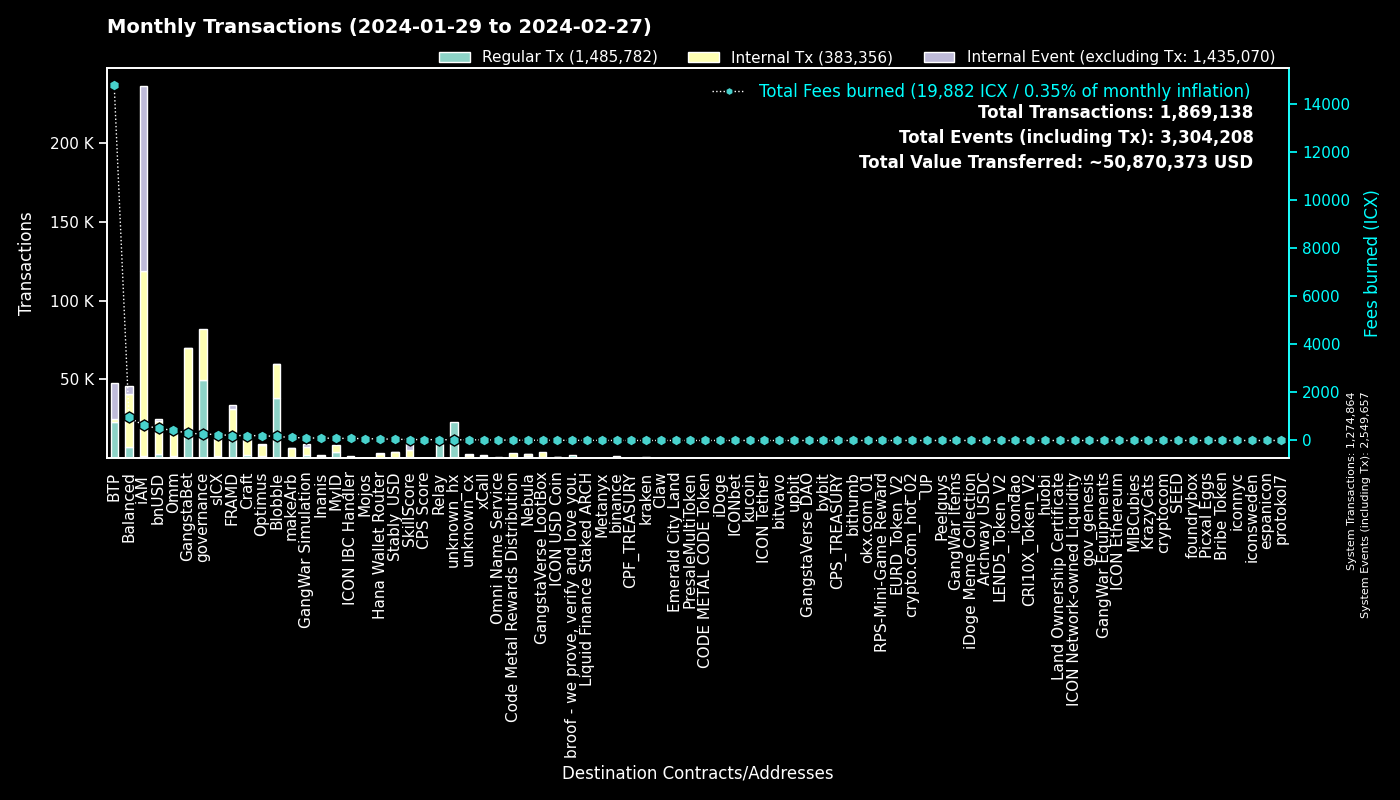 Monthly Transactions (2024-01-29 to 2024-02-27)
Regular Tx (1,485,782)
Internal Tx (383,356)
Internal Event (excluding Tx: 1,435,070)
Total Fees burned (19,882 ICX / 0.35% of monthly inflation)
Total Transactions: 1,869,138
Total Events (including Tx): 3,304,208
Total Value Transferred: ~50,870,373 USD
Transactions
200 K
150 K
100 K
50 K
14000
12000
10000
8000
6000
4000
2000
0
Fees burned (ICX)
System Transactions: 1,274,864
System Events (including Tx): 2,549,657
BTP
Balanced
iAM
bnUSD
Omm
GangstaBet
governance
sICX
FRAMD
Craft
Optimus
Blobble
makeArb
GangWar Simulation
Inanis
MyID
ICON IBC Handler
Mojos
Hana Wallet Router
Stably_USD
SkillScore
CPS Score
Relay
unknown_hx
unknown_cx
xCall
Omni Name Service
Code Metal Rewards Distribution
Nebula
GangstaVerse LootBox
ICON USD Coin
broof - we prove, verify and love you.
Liquid Finance Staked ARCH
Metanyx
binance
CPF_TREASURY
kraken
Claw
Emerald City Land
PresaleMultiToken
CODE METAL CODE Token
iDoge
ICONbet
kucoin
ICON Tether
bitvavo
upbit
GangstaVerse DAO
bybit
CPS_TREASURY
bithumb
okx.com_01
RPS-Mini-Game Reward
EURD_Token_V2
crypto.com_hot_02
UP
Peelguys
GangWar Items
iDoge Meme Collection
Archway USDC
LEND5_Token_V2
icondao
CRI10X_Token_V2
huobi
Land Ownership Certificate
ICON Network-owned Liquidity
gov_genesis
GangWar Equipments
ICON Ethereum
MIBCubies
KrazyCats
cryptocom
SEED
foundrybox
Picxal_Eggs
Bribe Token
iconnyc
iconsweden
espanicon
protokol7
Destination Contracts/Addresses